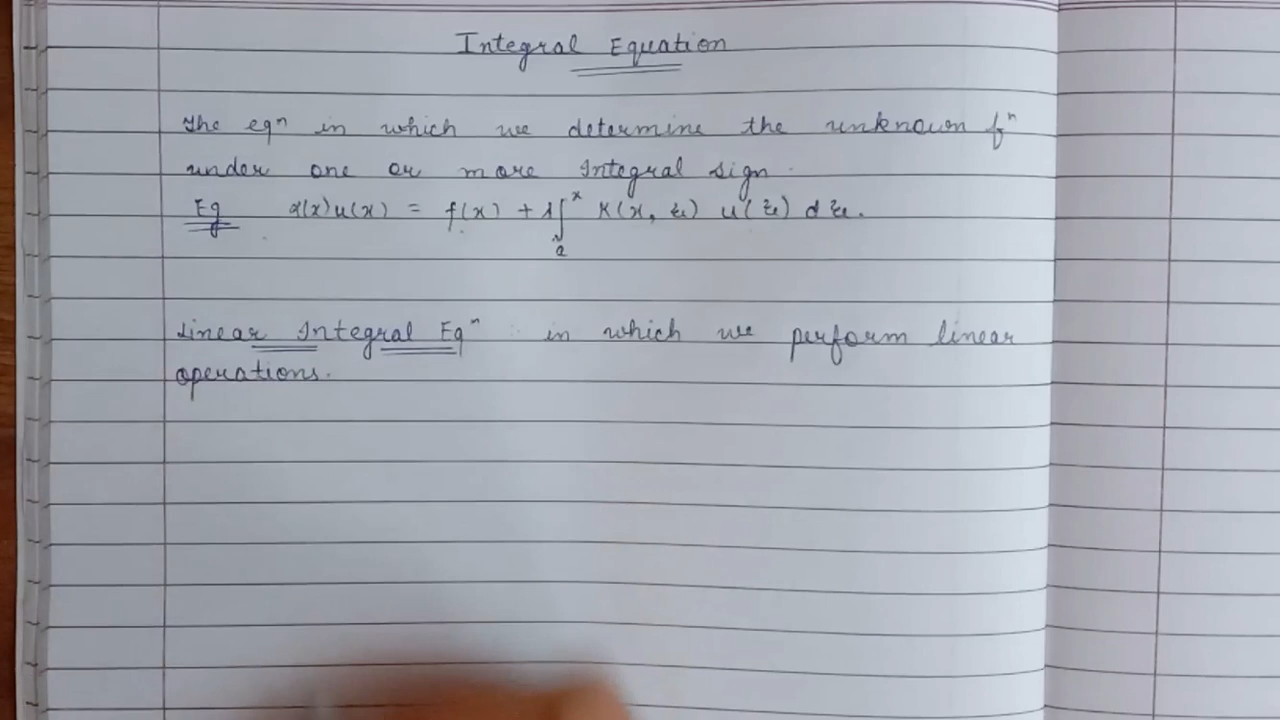 Integral Equation
The eqⁿ in which we determine the unknown fⁿ
under one or more Integral sign.
Eg α(x)u(x) = f(x) + λ∫ₐˣ K(x, ξ) u(ξ) dξ.
Linear Integral Eqⁿ in which we perform linear
operations.